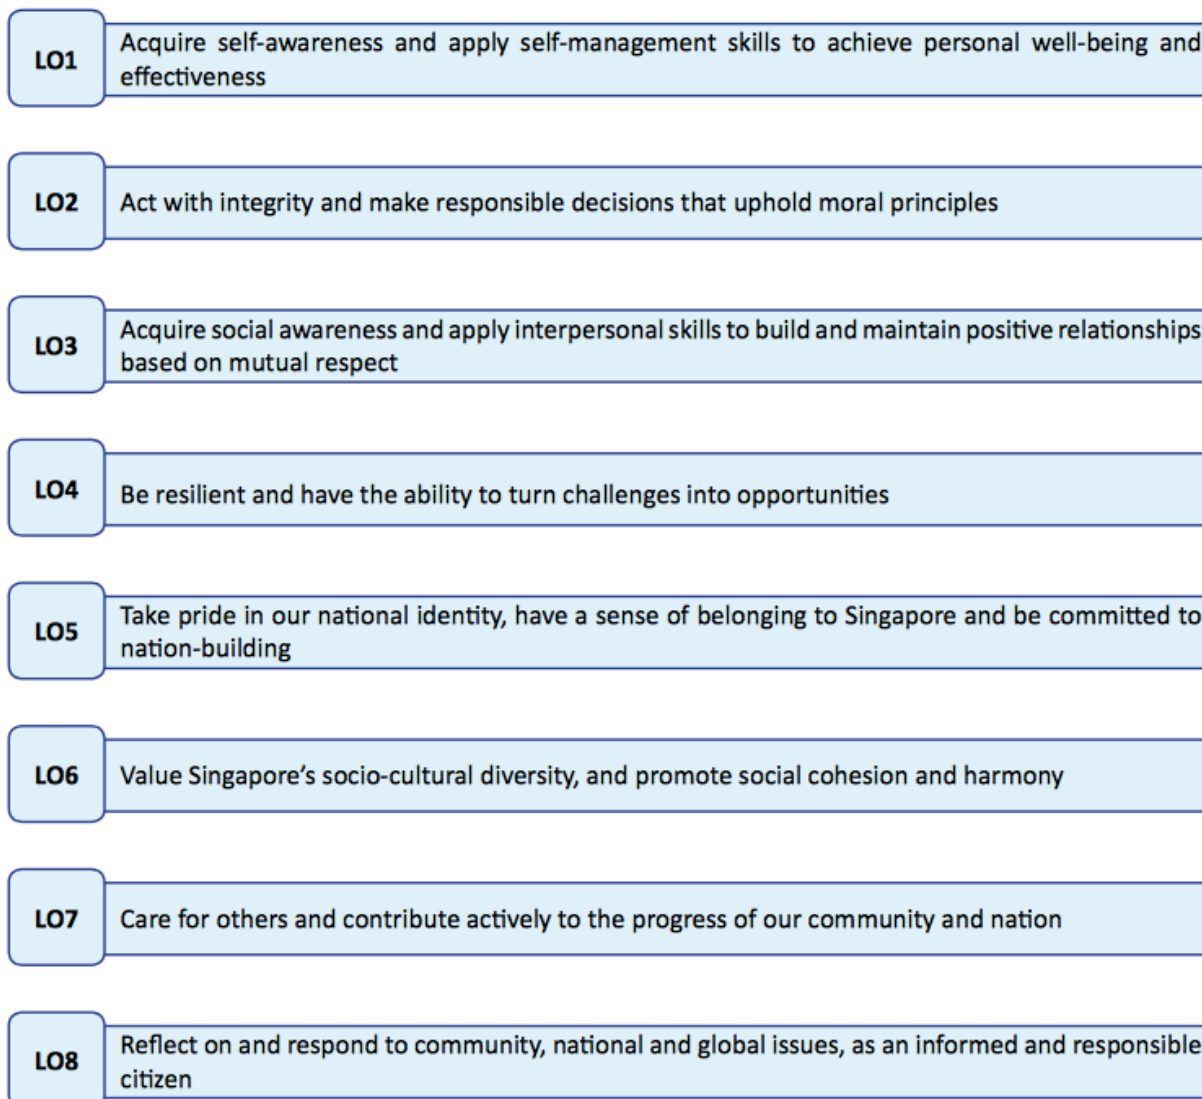 LO1
Acquire self-awareness and apply self-management skills to achieve personal well-being and
effectiveness
LO2
Act with integrity and make responsible decisions that uphold moral principles
LO3
Acquire social awareness and apply interpersonal skills to build and maintain positive relationships
based on mutual respect
LO4
Be resilient and have the ability to turn challenges into opportunities
LO5
Take pride in our national identity, have a sense of belonging to Singapore and be committed to
nation-building
LO6
Value Singapore's socio-cultural diversity, and promote social cohesion and harmony
LO7
Care for others and contribute actively to the progress of our community and nation
LO8
Reflect on and respond to community, national and global issues, as an informed and responsible
citizen